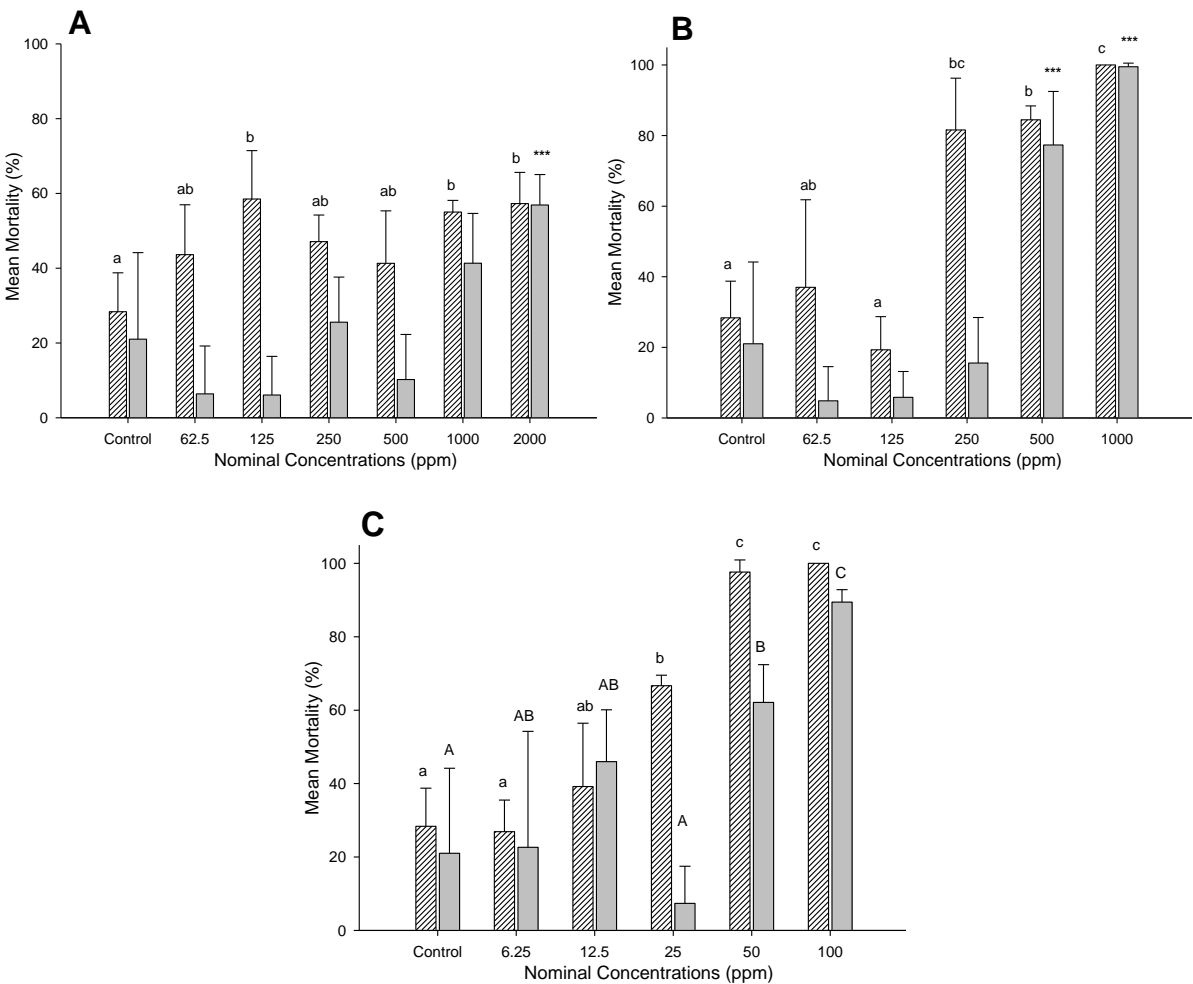 A
Mean Mortality (%)
100
80
60
40
20
0
a
ab
b
ab
ab
b
b
***
Control 62.5 125 250 500 1000 2000
Nominal Concentrations (ppm)
B
Mean Mortality (%)
100
80
60
40
20
0
a
ab
a
bc
b
***
c
***
Control 62.5 125 250 500 1000
Nominal Concentrations (ppm)
C
Mean Mortality (%)
100
80
60
40
20
0
a
A
a
AB
ab
AB
b
A
c
B
c
C
Control 6.25 12.5 25 50 100
Nominal Concentrations (ppm)